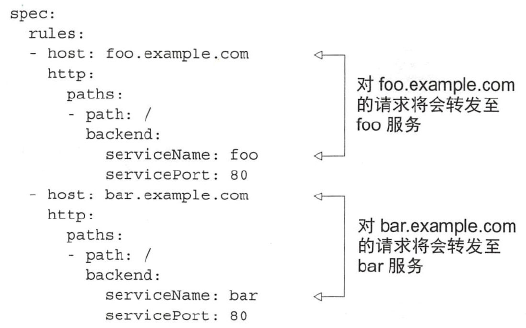 spec:
  rules:
  - host: foo.example.com
    http:
      paths:
      - path: /
        backend:
          serviceName: foo
          servicePort: 80
  - host: bar.example.com
    http:
      paths:
      - path: /
        backend:
          serviceName: bar
          servicePort: 80
对 foo.example.com
的请求将会转发至
foo 服务
对 bar.example.com
的请求将会转发至
bar 服务